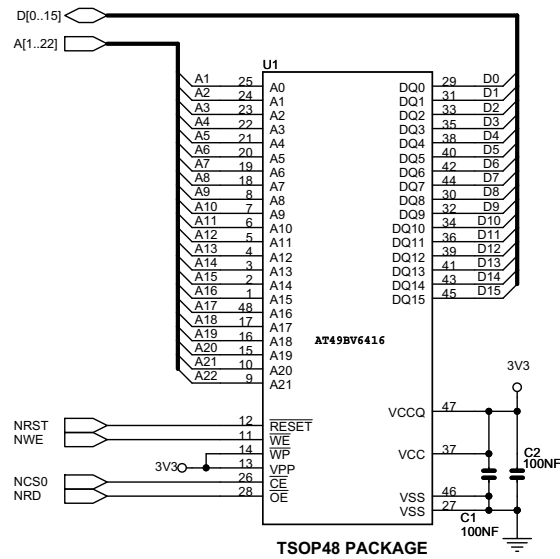 D[0..15]
A[1..22]
U1
A1 25 A0 DQ0 29 D0
A2 24 A1 DQ1 31 D1
A3 23 A2 DQ2 33 D2
A4 22 A3 DQ3 35 D3
A5 21 A4 DQ4 38 D4
A6 20 A5 DQ5 40 D5
A7 19 A6 DQ6 42 D6
A8 18 A7 DQ7 44 D7
A9 8 A8 DQ8 30 D8
A10 7 A9 DQ9 32 D9
A11 6 A10 DQ10 34 D10
A12 5 A11 DQ11 36 D11
A13 4 A12 DQ12 39 D12
A14 3 A13 DQ13 41 D13
A15 2 A14 DQ14 43 D14
A16 1 A15 DQ15 45 D15
A17 48 A16
A18 17 A17
A19 16 A18 AT49BV6416
A20 15 A19
A21 10 A20
A22 9 A21
3V3
VCCQ 47
NRST 12 RESET
NWE 11 WE
14 WP
3V3 13 VPP
VCC 37
C2
100NF
NCS0 26 CE
NRD 28 OE
VSS 46
VSS 27
C1
100NF
TSOP48 PACKAGE